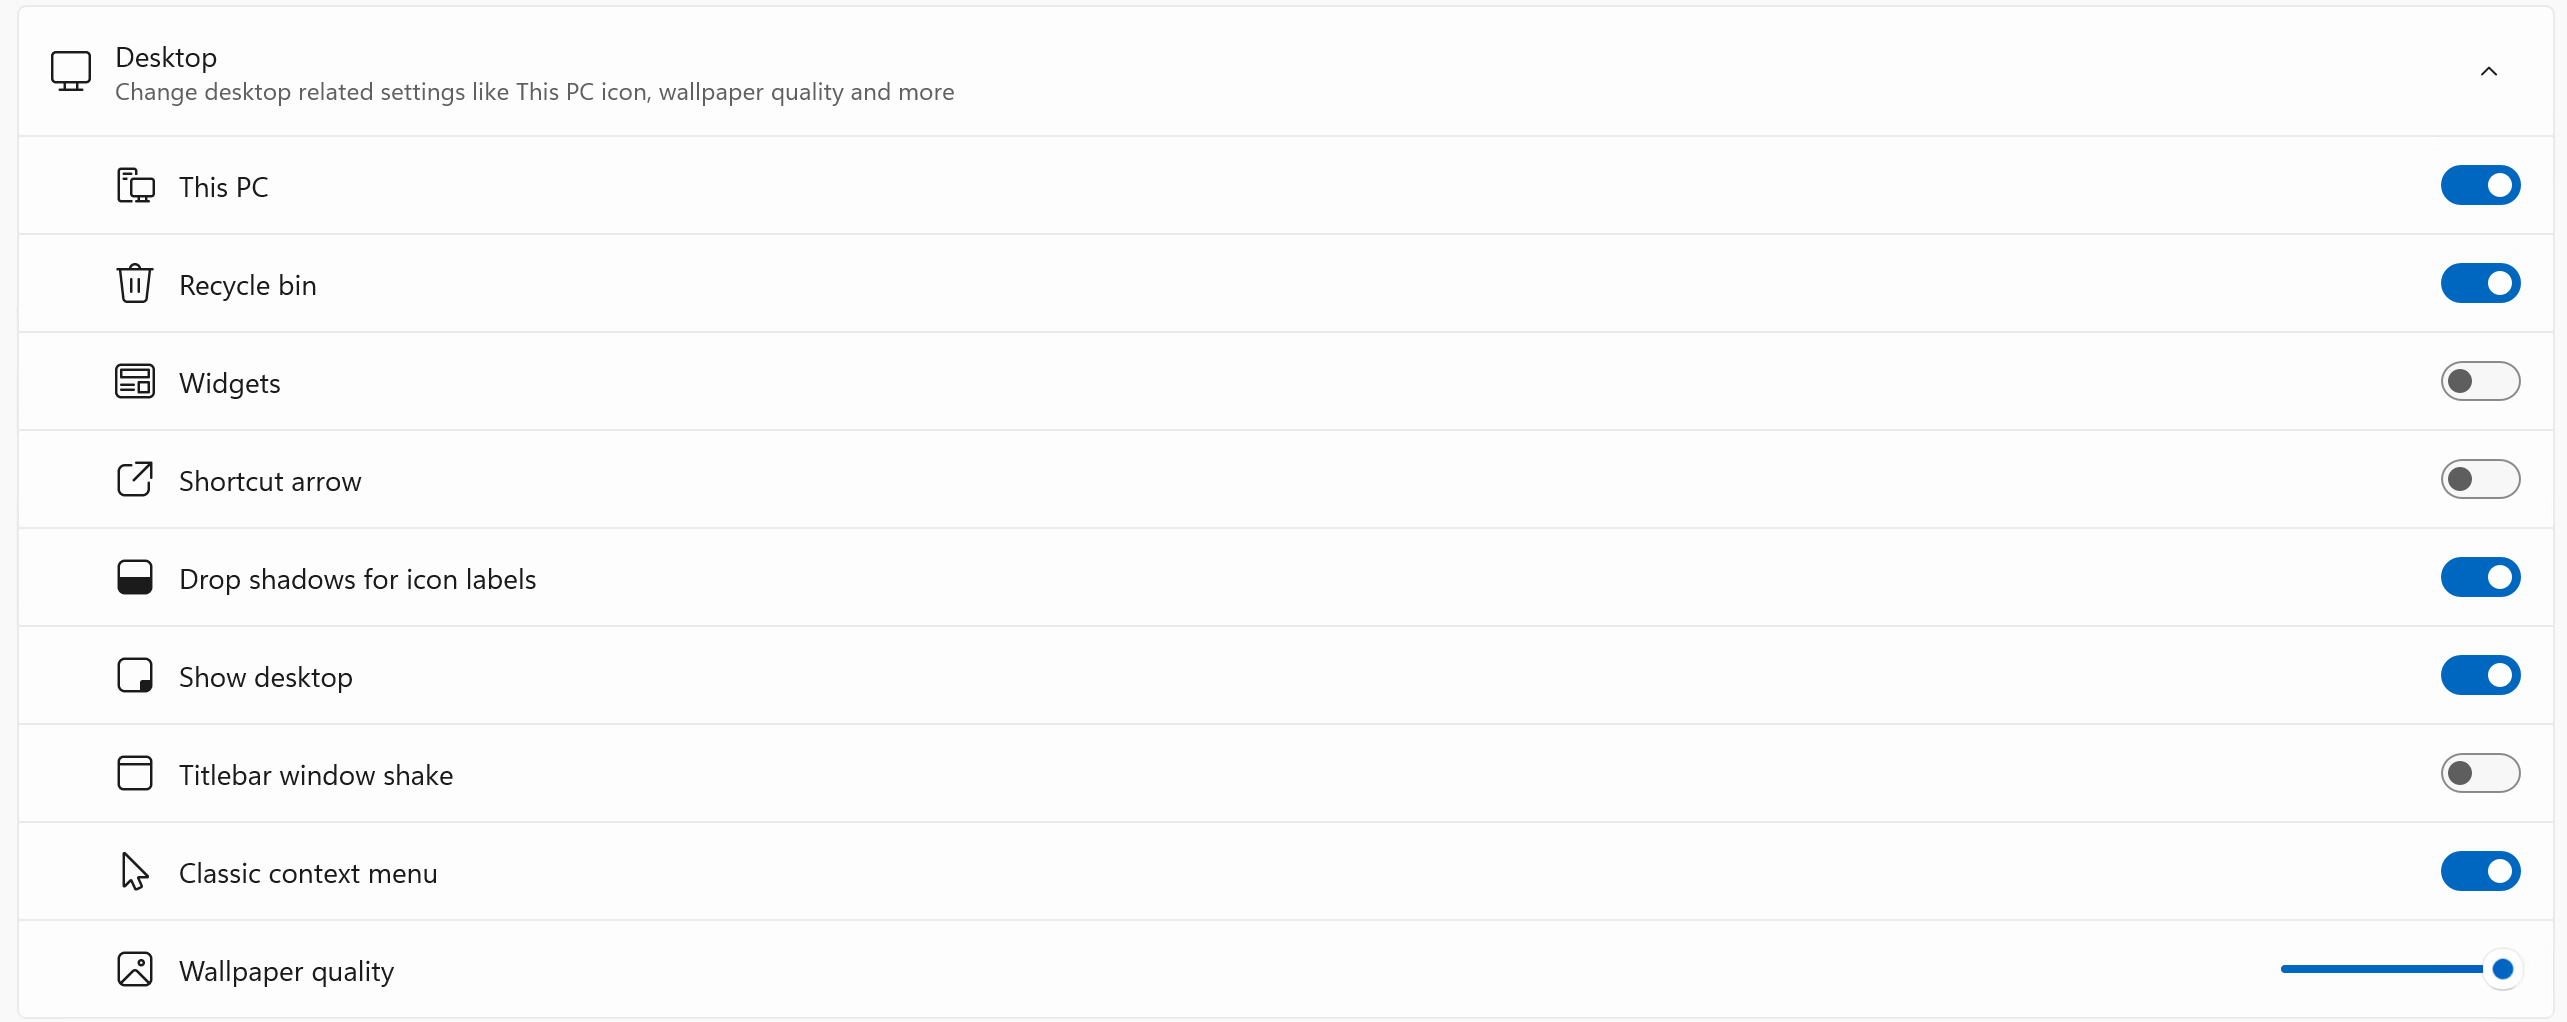 Desktop
Change desktop related settings like This PC icon, wallpaper quality and more
This PC
Recycle bin
Widgets
Shortcut arrow
Drop shadows for icon labels
Show desktop
Titlebar window shake
Classic context menu
Wallpaper quality